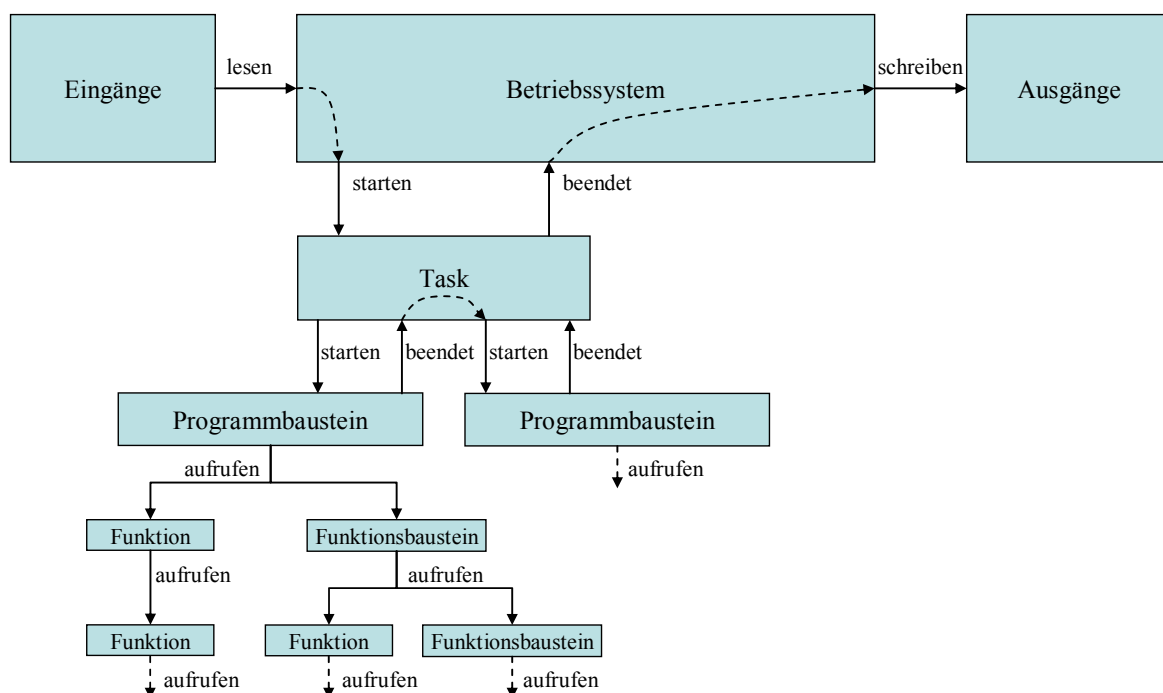 Eingänge
lesen
Betriebssystem
schreiben
Ausgänge
starten
beendet
Task
starten
beendet
starten
beendet
Programmbaustein
Programmbaustein
aufrufen
aufrufen
Funktion
Funktionsbaustein
aufrufen
aufrufen
Funktion
Funktion
Funktionsbaustein
aufrufen
aufrufen
aufrufen